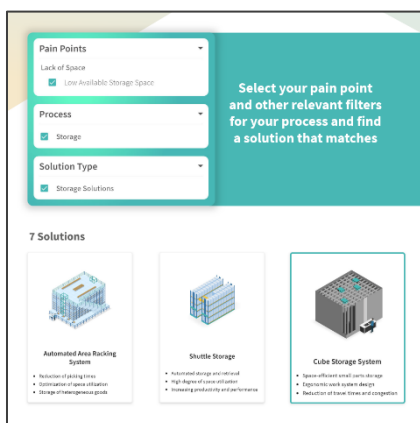 Pain Points
Lack of Space
Low Available Storage Space
Process
Storage
Solution Type
Storage Solutions
Select your pain point
and other relevant filters
for your process and find
a solution that matches
7 Solutions
Automated Area Racking
System
• Reduction of picking times
• Optimization of space utilization
• Storage of heterogeneous goods
Shuttle Storage
• Automated storage and retrieval
• High degree of space utilization
• Increasing productivity and performance
Cube Storage System
• Space-efficient small parts storage
• Ergonomic work system design
• Reduction of travel times and congestion